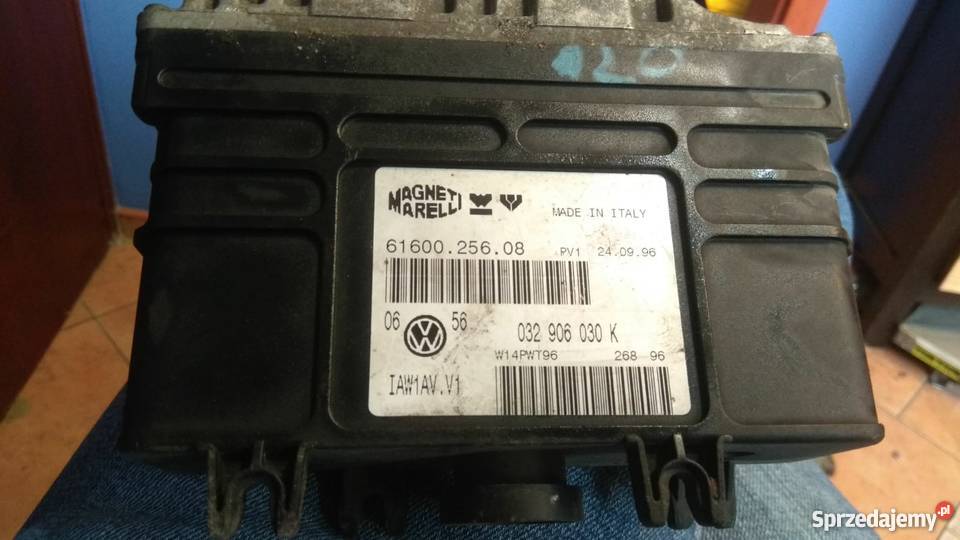 120
MAGNETI
MARELLI
MADE IN ITALY
61600.256.08 PV1 24.09.96
06 56
032 906 030 K
W14PWT96 268 96
IAW1AV.V1
Sprzedajemy.pl